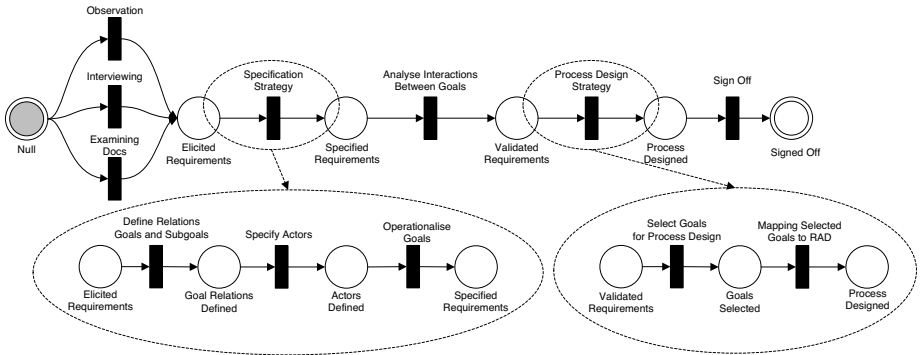 Observation
Interviewing
Examining
Docs
Null
Elicited
Requirements
Specification
Strategy
Specified
Requirements
Analyse Interactions
Between Goals
Validated
Requirements
Process Design
Strategy
Process
Designed
Sign Off
Signed Off
Define Relations
Goals and Subgoals
Specify Actors
Operationalise
Goals
Elicited
Requirements
Goal Relations
Defined
Actors
Defined
Specified
Requirements
Select Goals
for Process Design
Mapping Selected
Goals to RAD
Validated
Requirements
Goals
Selected
Process
Designed